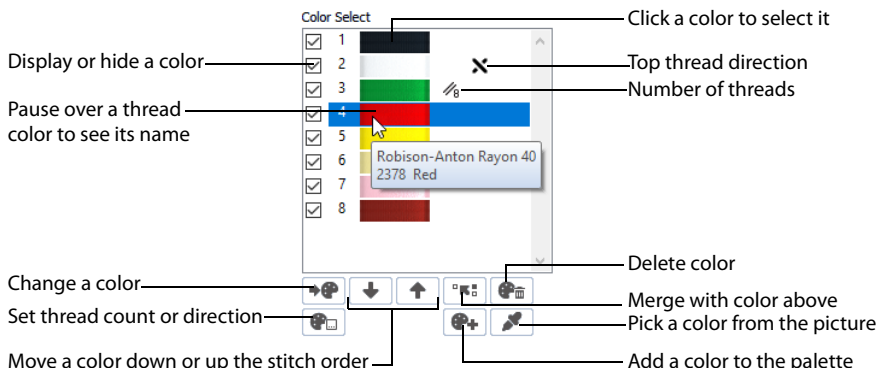 Color Select
Click a color to select it
1
Display or hide a color
2
Top thread direction
3
8
Number of threads
Pause over a thread
color to see its name
4
5
Robison-Anton Rayon 40
2378 Red
6
7
8
Delete color
Change a color
Merge with color above
Set thread count or direction
Pick a color from the picture
Move a color down or up the stitch order
Add a color to the palette